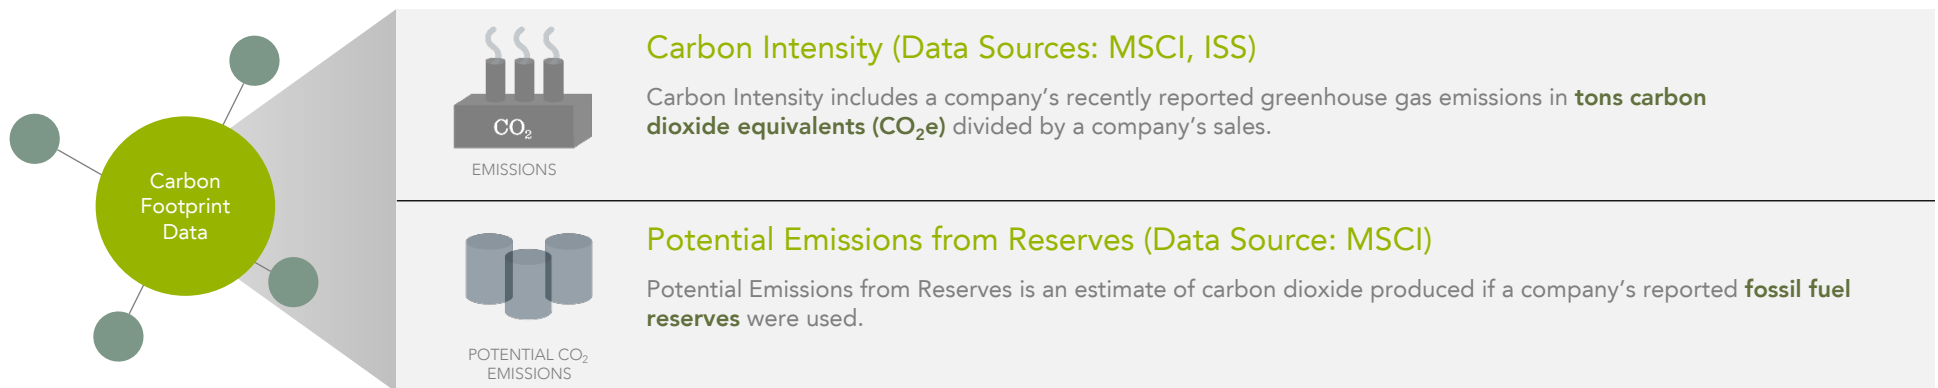 Carbon
Footprint
Data
CO₂
EMISSIONS
Carbon Intensity (Data Sources: MSCI, ISS)
Carbon Intensity includes a company’s recently reported greenhouse gas emissions in tons carbon
dioxide equivalents (CO₂e) divided by a company’s sales.
POTENTIAL CO₂
EMISSIONS
Potential Emissions from Reserves (Data Source: MSCI)
Potential Emissions from Reserves is an estimate of carbon dioxide produced if a company’s reported fossil fuel
reserves were used.